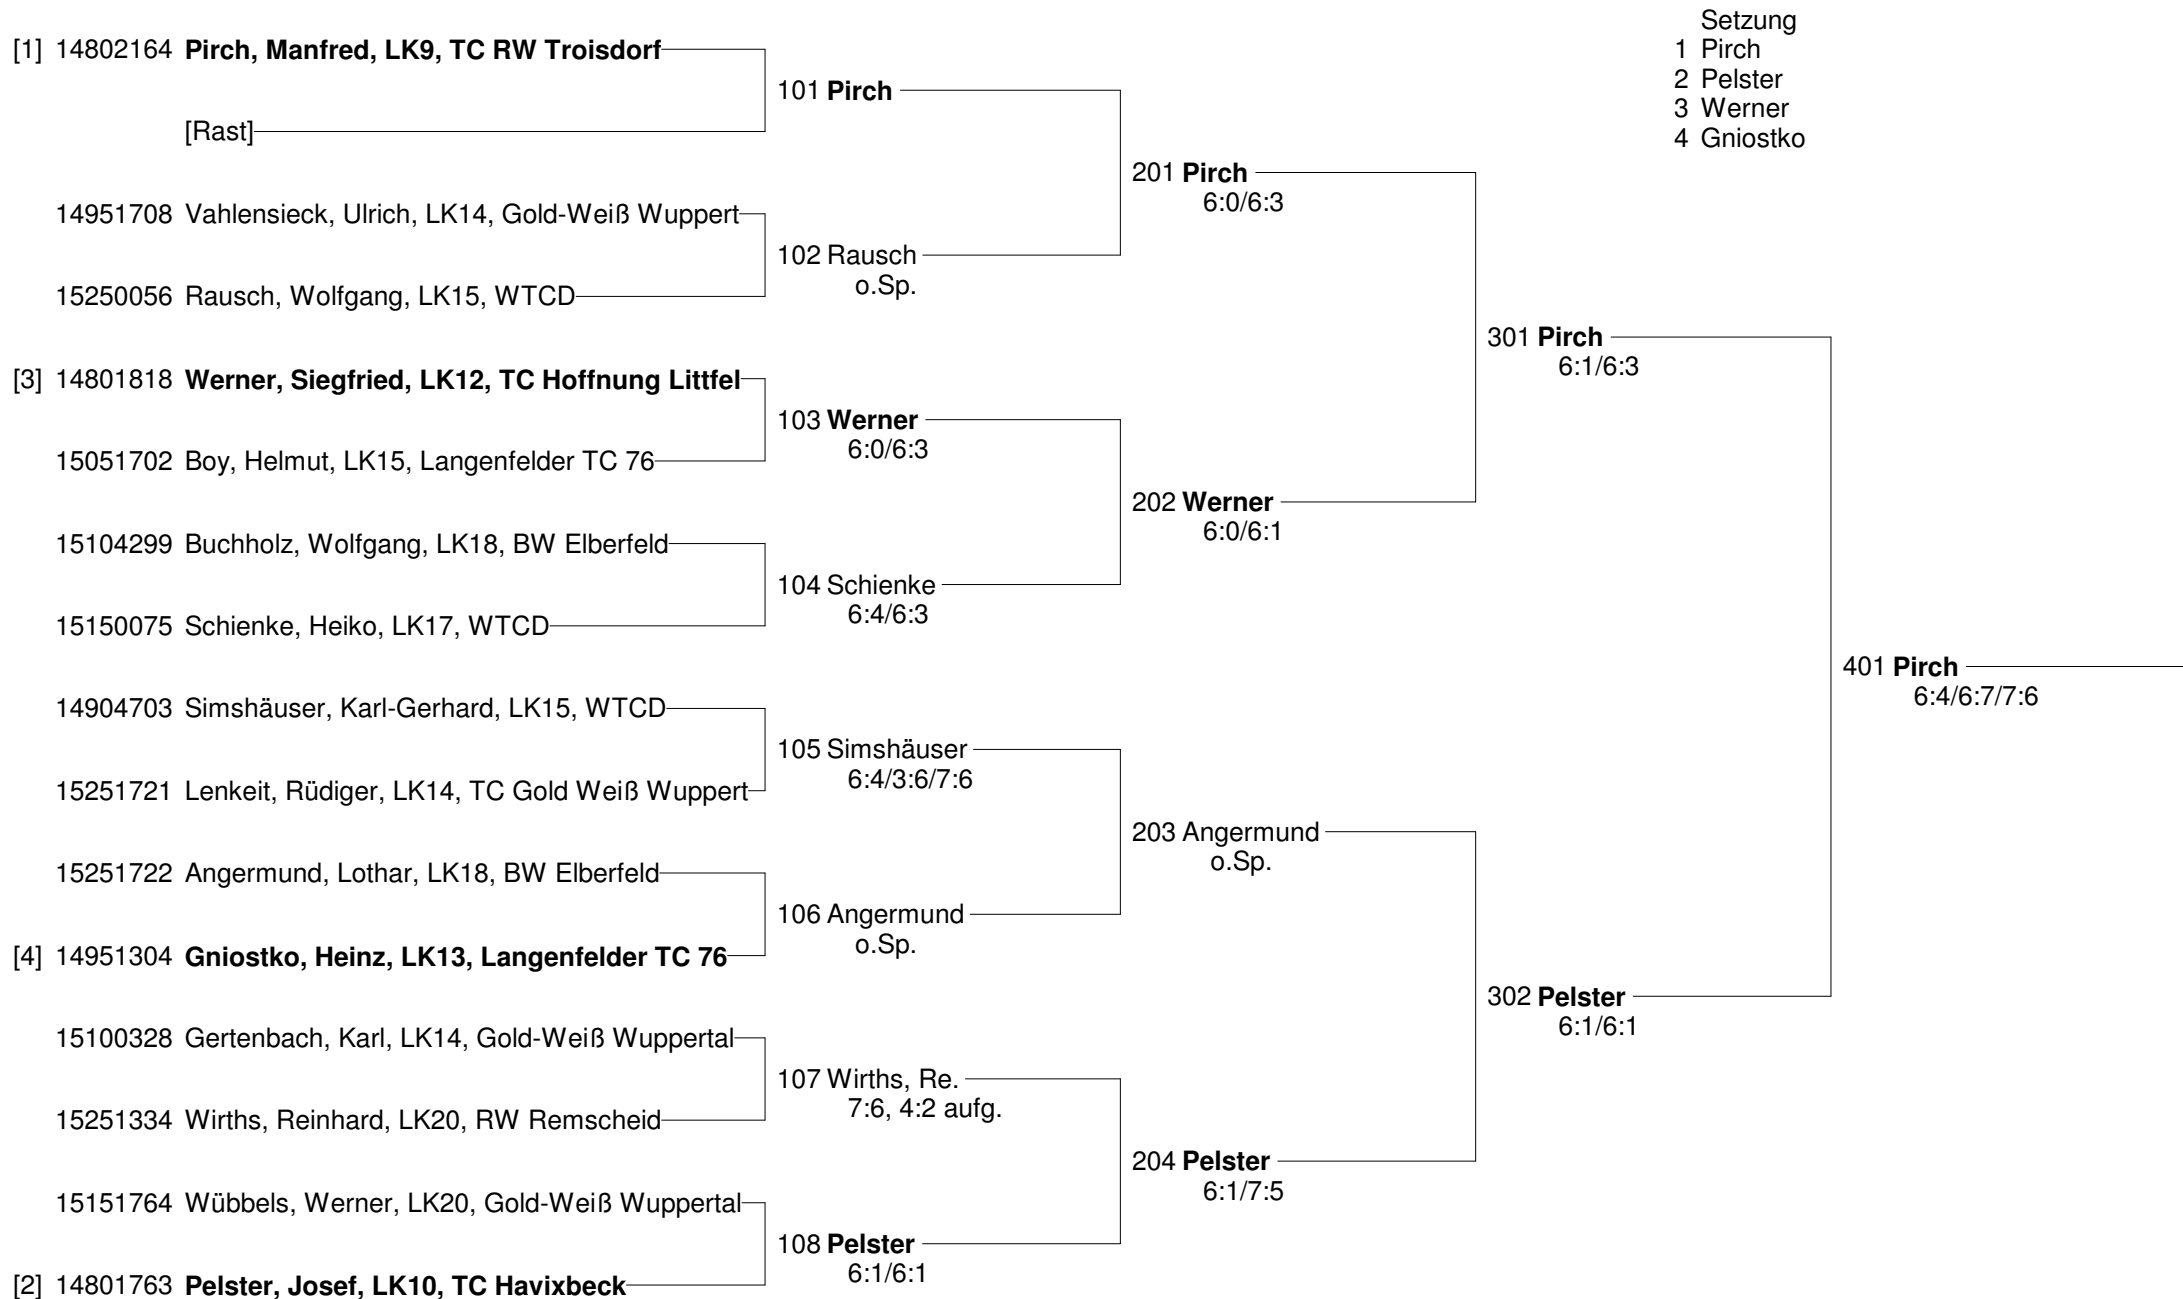 Setzung
1 Pirch
2 Pelster
3 Werner
4 Gniostko
[1] 14802164 Pirch, Manfred, LK9, TC RW Troisdorf
101 Pirch
[Rast]
201 Pirch
6:0/6:3
14951708 Vahlensieck, Ulrich, LK14, Gold-Weiß Wuppert
102 Rausch
o.Sp.
15250056 Rausch, Wolfgang, LK15, WTCD
301 Pirch
6:1/6:3
[3] 14801818 Werner, Siegfried, LK12, TC Hoffnung Littfel
103 Werner
6:0/6:3
15051702 Boy, Helmut, LK15, Langenfelder TC 76
202 Werner
6:0/6:1
15104299 Buchholz, Wolfgang, LK18, BW Elberfeld
104 Schienke
6:4/6:3
15150075 Schienke, Heiko, LK17, WTCD
401 Pirch
6:4/6:7/7:6
14904703 Simshäuser, Karl-Gerhard, LK15, WTCD
105 Simshäuser
6:4/3:6/7:6
15251721 Lenkeit, Rüdiger, LK14, TC Gold Weiß Wuppert
203 Angermund
o.Sp.
15251722 Angermund, Lothar, LK18, BW Elberfeld
106 Angermund
o.Sp.
[4] 14951304 Gniostko, Heinz, LK13, Langenfelder TC 76
302 Pelster
6:1/6:1
15100328 Gertenbach, Karl, LK14, Gold-Weiß Wuppertal
107 Wirths, Re.
7:6, 4:2 aufg.
15251334 Wirths, Reinhard, LK20, RW Remscheid
204 Pelster
6:1/7:5
15151764 Wübbels, Werner, LK20, Gold-Weiß Wuppertal
108 Pelster
6:1/6:1
[2] 14801763 Pelster, Josef, LK10, TC Havixbeck